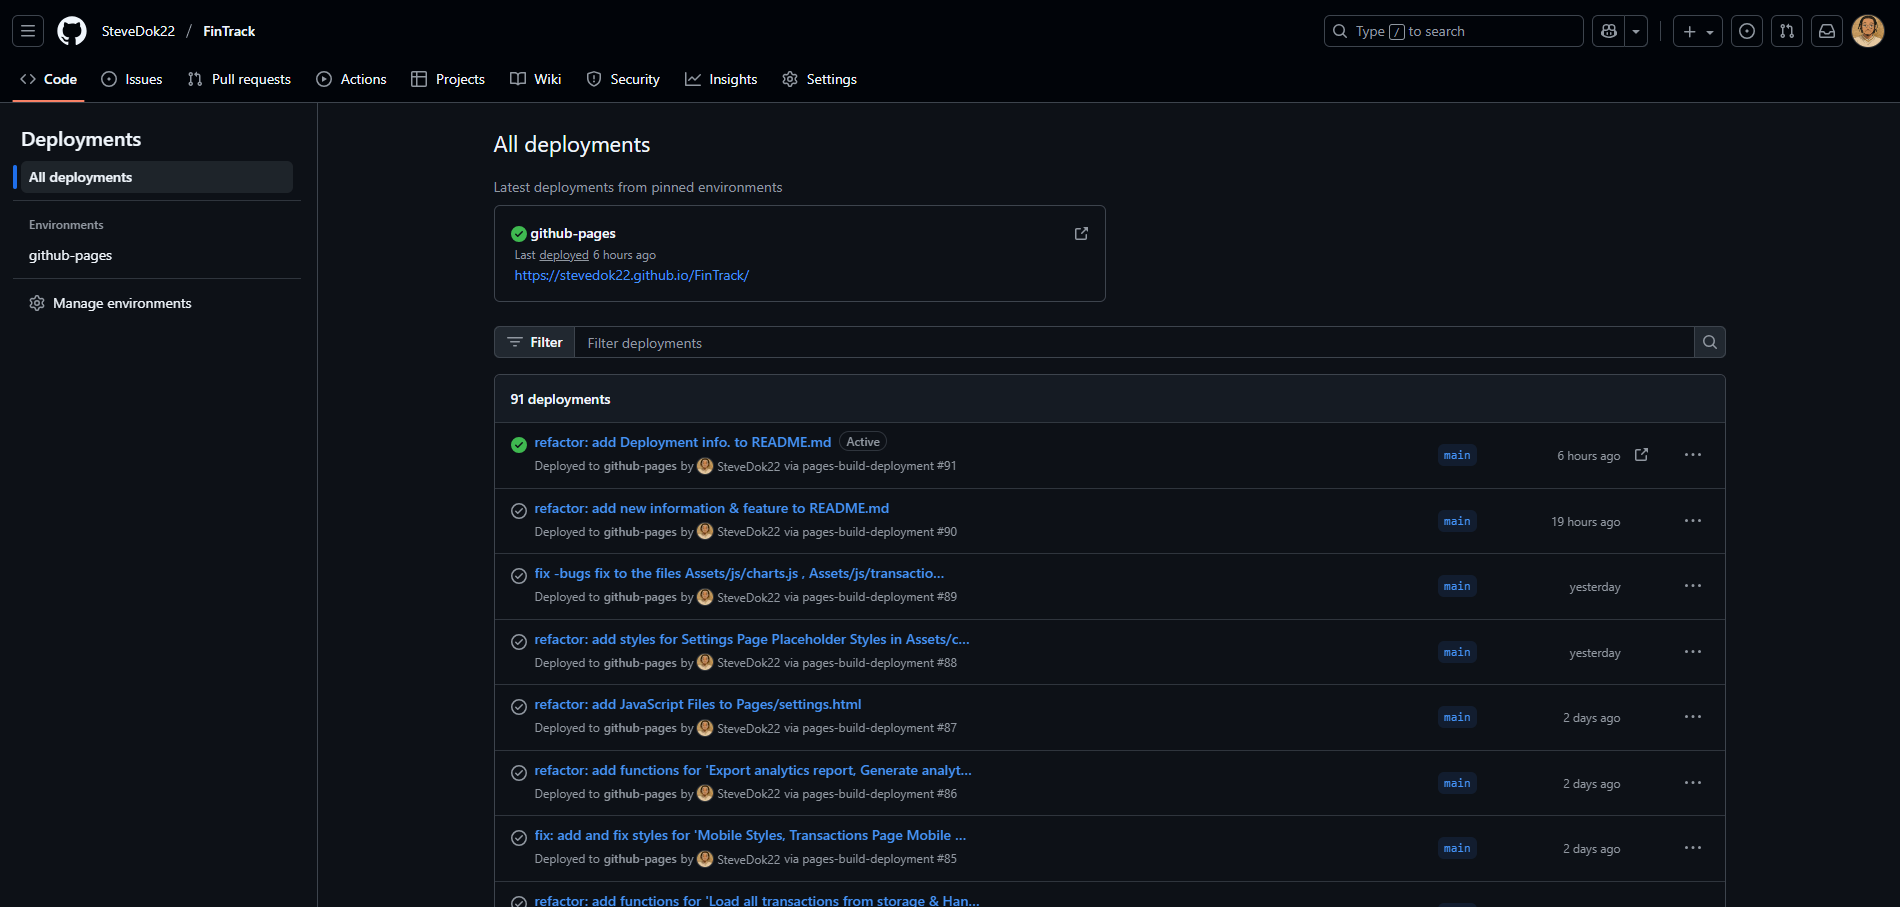 SteveDok22 / FinTrack
Type / to search
Code Issues Pull requests Actions Projects Wiki Security Insights Settings
Deployments
All deployments
Environments
github-pages
Manage environments
All deployments
Latest deployments from pinned environments
github-pages
Last deployed 6 hours ago
https://stevedok22.github.io/FinTrack/
Filter Filter deployments
91 deployments
refactor: add Deployment info. to README.md Active
Deployed to github-pages by SteveDok22 via pages-build-deployment #91
main 6 hours ago
refactor: add new information & feature to README.md
Deployed to github-pages by SteveDok22 via pages-build-deployment #90
main 19 hours ago
fix -bugs fix to the files Assets/js/charts.js , Assets/js/transactio...
Deployed to github-pages by SteveDok22 via pages-build-deployment #89
main yesterday
refactor: add styles for Settings Page Placeholder Styles in Assets/c...
Deployed to github-pages by SteveDok22 via pages-build-deployment #88
main yesterday
refactor: add JavaScript Files to Pages/settings.html
Deployed to github-pages by SteveDok22 via pages-build-deployment #87
main 2 days ago
refactor: add functions for 'Export analytics report, Generate analyt...
Deployed to github-pages by SteveDok22 via pages-build-deployment #86
main 2 days ago
fix: add and fix styles for 'Mobile Styles, Transactions Page Mobile ...
Deployed to github-pages by SteveDok22 via pages-build-deployment #85
main 2 days ago
refactor: add functions for 'Load all transactions from storage & Han...